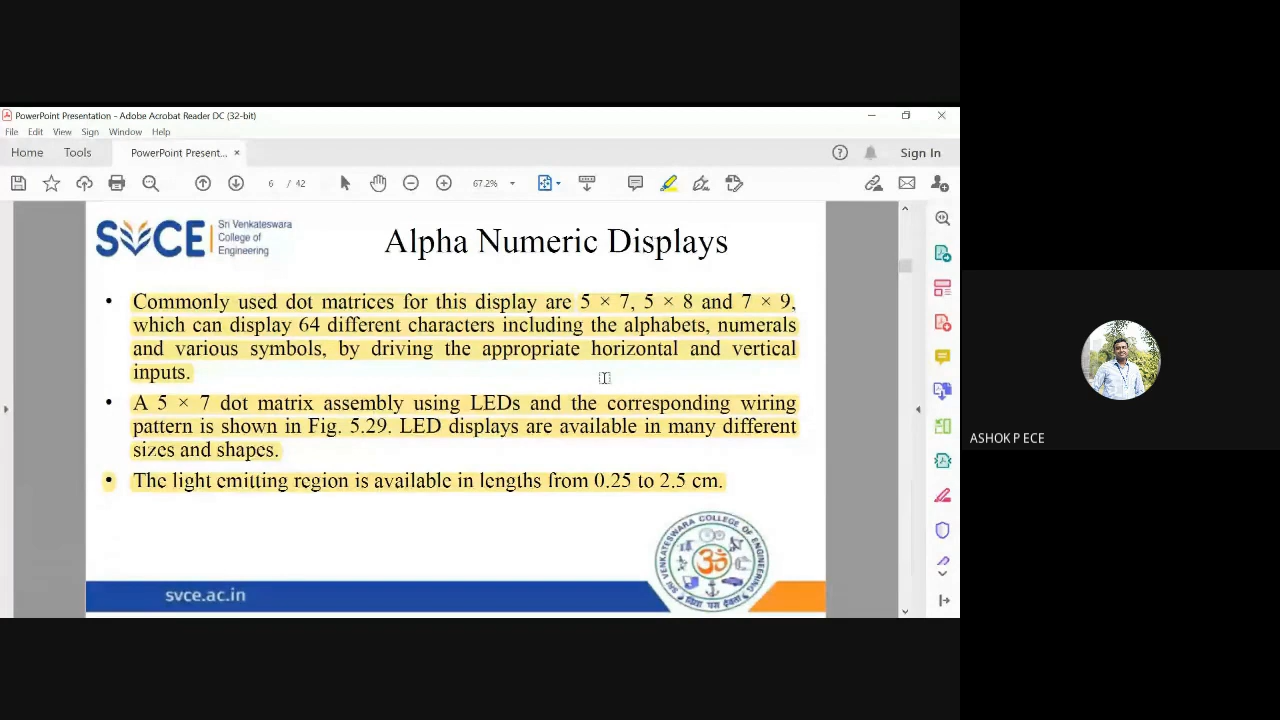 PowerPoint Presentation - Adobe Acrobat Reader DC (32-bit)
File Edit View Sign Window Help
Home Tools PowerPoint Present... × Sign In
6 / 42 67.2%
SVCE Sri Venkateswara
College of
Engineering
Alpha Numeric Displays
• Commonly used dot matrices for this display are 5 × 7, 5 × 8 and 7 × 9,
which can display 64 different characters including the alphabets, numerals
and various symbols, by driving the appropriate horizontal and vertical
inputs.
• A 5 × 7 dot matrix assembly using LEDs and the corresponding wiring
pattern is shown in Fig. 5.29. LED displays are available in many different
sizes and shapes.
• The light emitting region is available in lengths from 0.25 to 2.5 cm.
SRI VENKATESWARA COLLEGE OF ENGINEERING
svce.ac.in
ASHOK P ECE